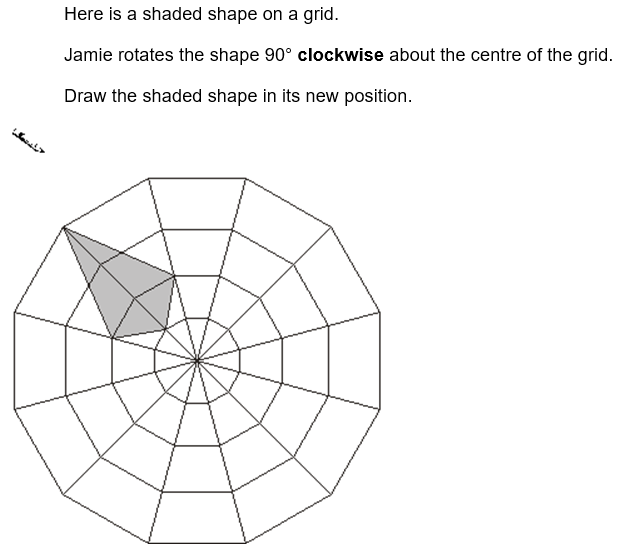 Here is a shaded shape on a grid.
Jamie rotates the shape 90° clockwise about the centre of the grid.
Draw the shaded shape in its new position.